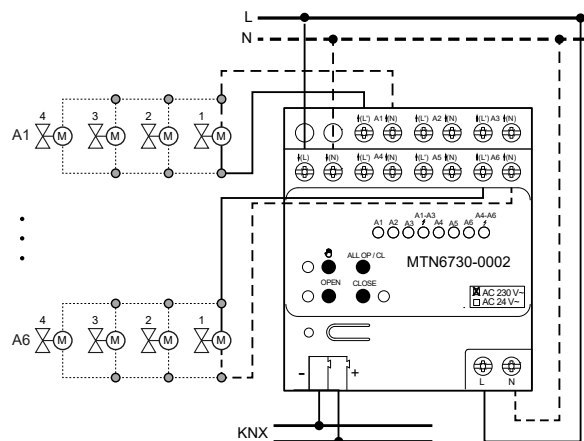 L
N
4 3 2 1
A1
(L') A1 (N) (L') A2 (N) (L') A3 (N)
(L) (N) (L') A4 (N) (L') A5 (N) (L') A6 (N)
A1-A3 A4-A6
A1 A2 A3 A4 A5 A6
M M M M
ALL OP / CL
MTN6730-0002
OPEN CLOSE
AC 230 V~
AC 24 V~
4 3 2 1
A6
M M M M
- +
L N
KNX